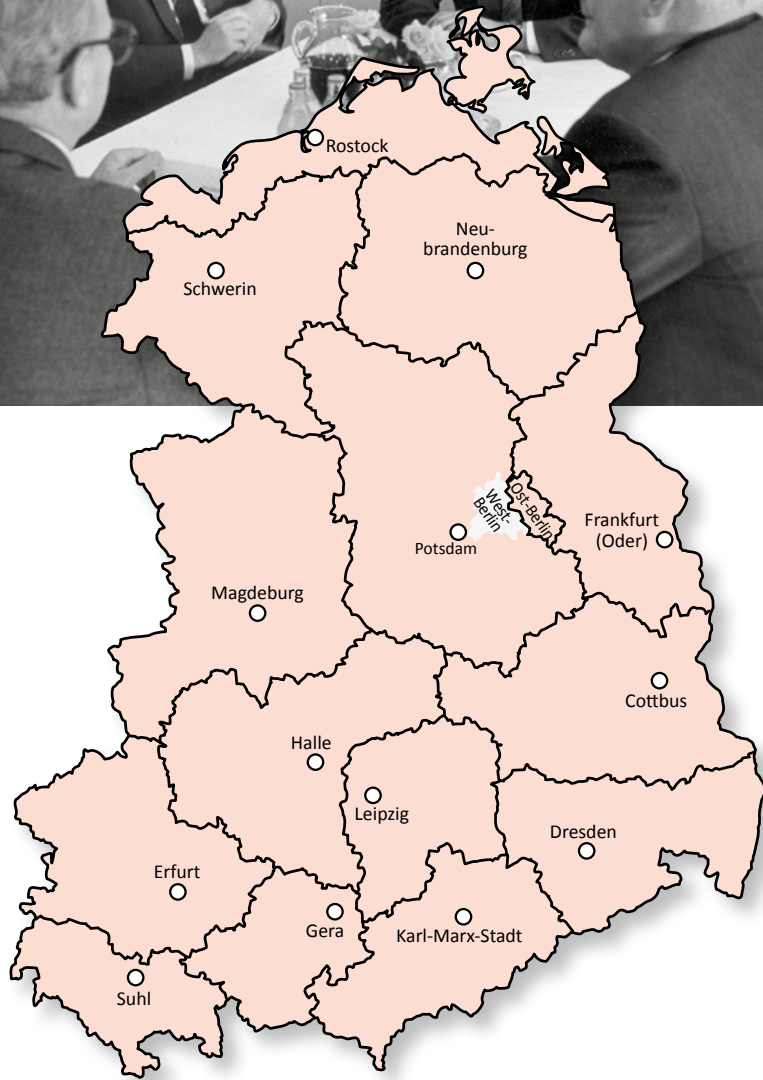 Rostock
Neu-
brandenburg
Schwerin
West-
Berlin
Ost-Berlin
Frankfurt
(Oder)
Potsdam
Magdeburg
Cottbus
Halle
Leipzig
Dresden
Erfurt
Gera
Karl-Marx-Stadt
Suhl